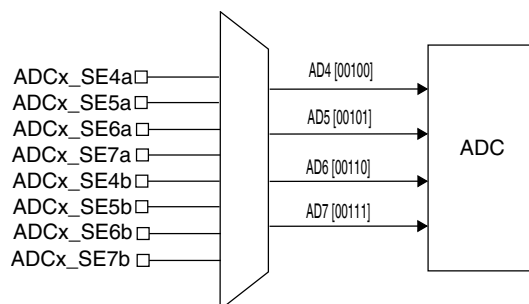 ADCx_SE4a
ADCx_SE5a
ADCx_SE6a
ADCx_SE7a
ADCx_SE4b
ADCx_SE5b
ADCx_SE6b
ADCx_SE7b
AD4 [00100]
AD5 [00101]
AD6 [00110]
AD7 [00111]
ADC